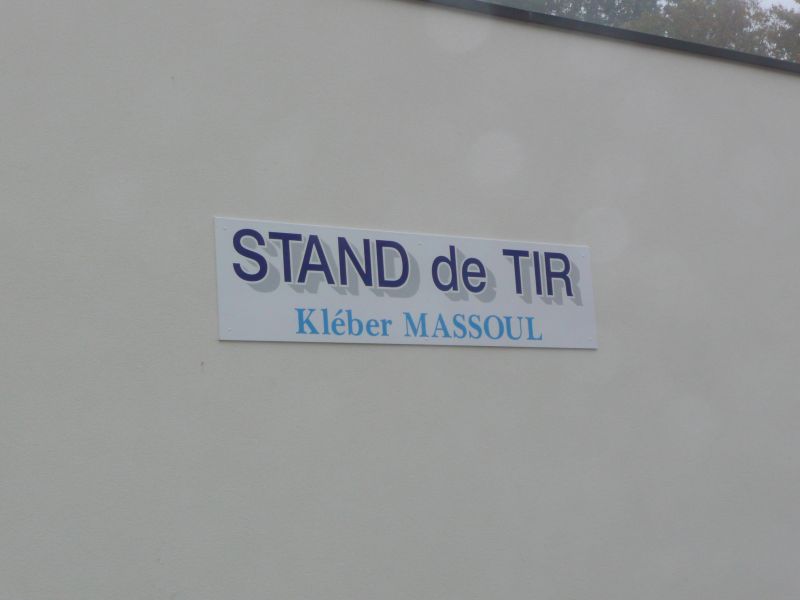 STAND de TIR
Kléber MASSOUL